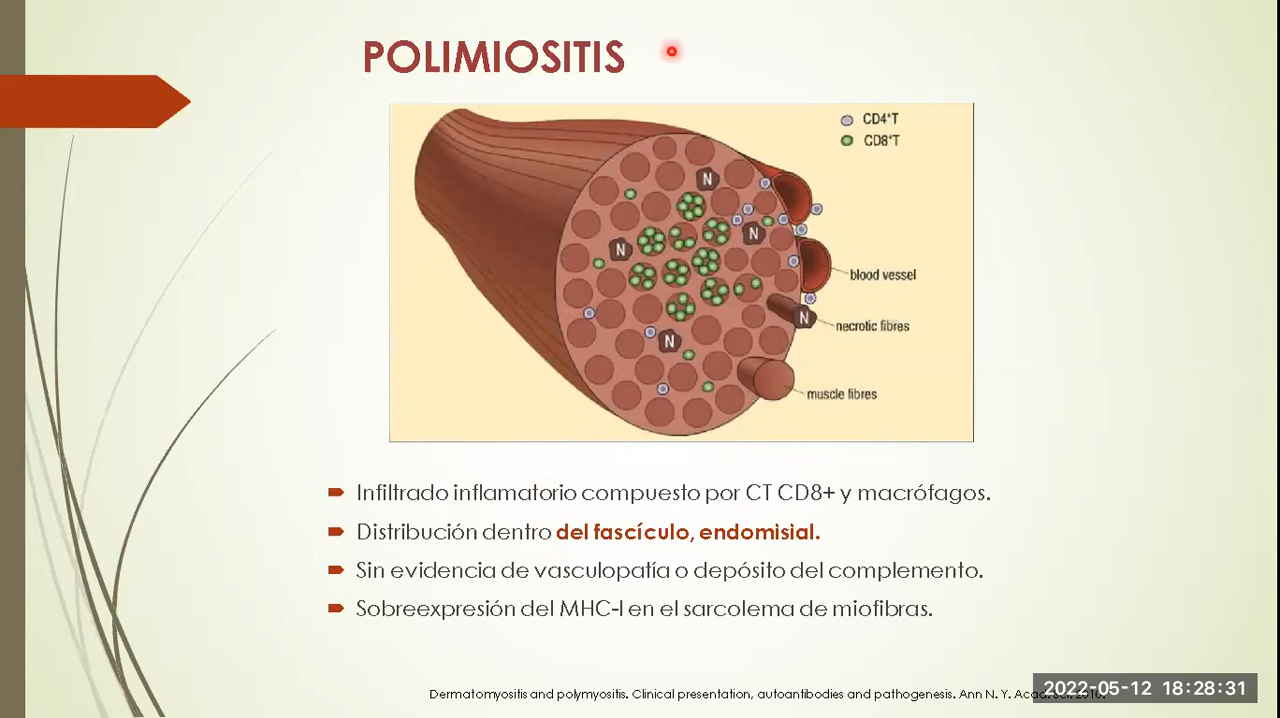 POLIMIOSITIS
CD4⁺T
CD8⁺T
N
N
N
blood vessel
N
necrotic fibres
N
muscle fibres
Infiltrado inflamatorio compuesto por CT CD8+ y macrófagos.
Distribución dentro del fascículo, endomisial.
Sin evidencia de vasculopatía o depósito del complemento.
Sobreexpresión del MHC-I en el sarcolema de miofibras.
Dermatomyositis and polymyositis. Clinical presentation, autoantibodies and pathogenesis. Ann N. Y.
2022-05-12 18:28:31